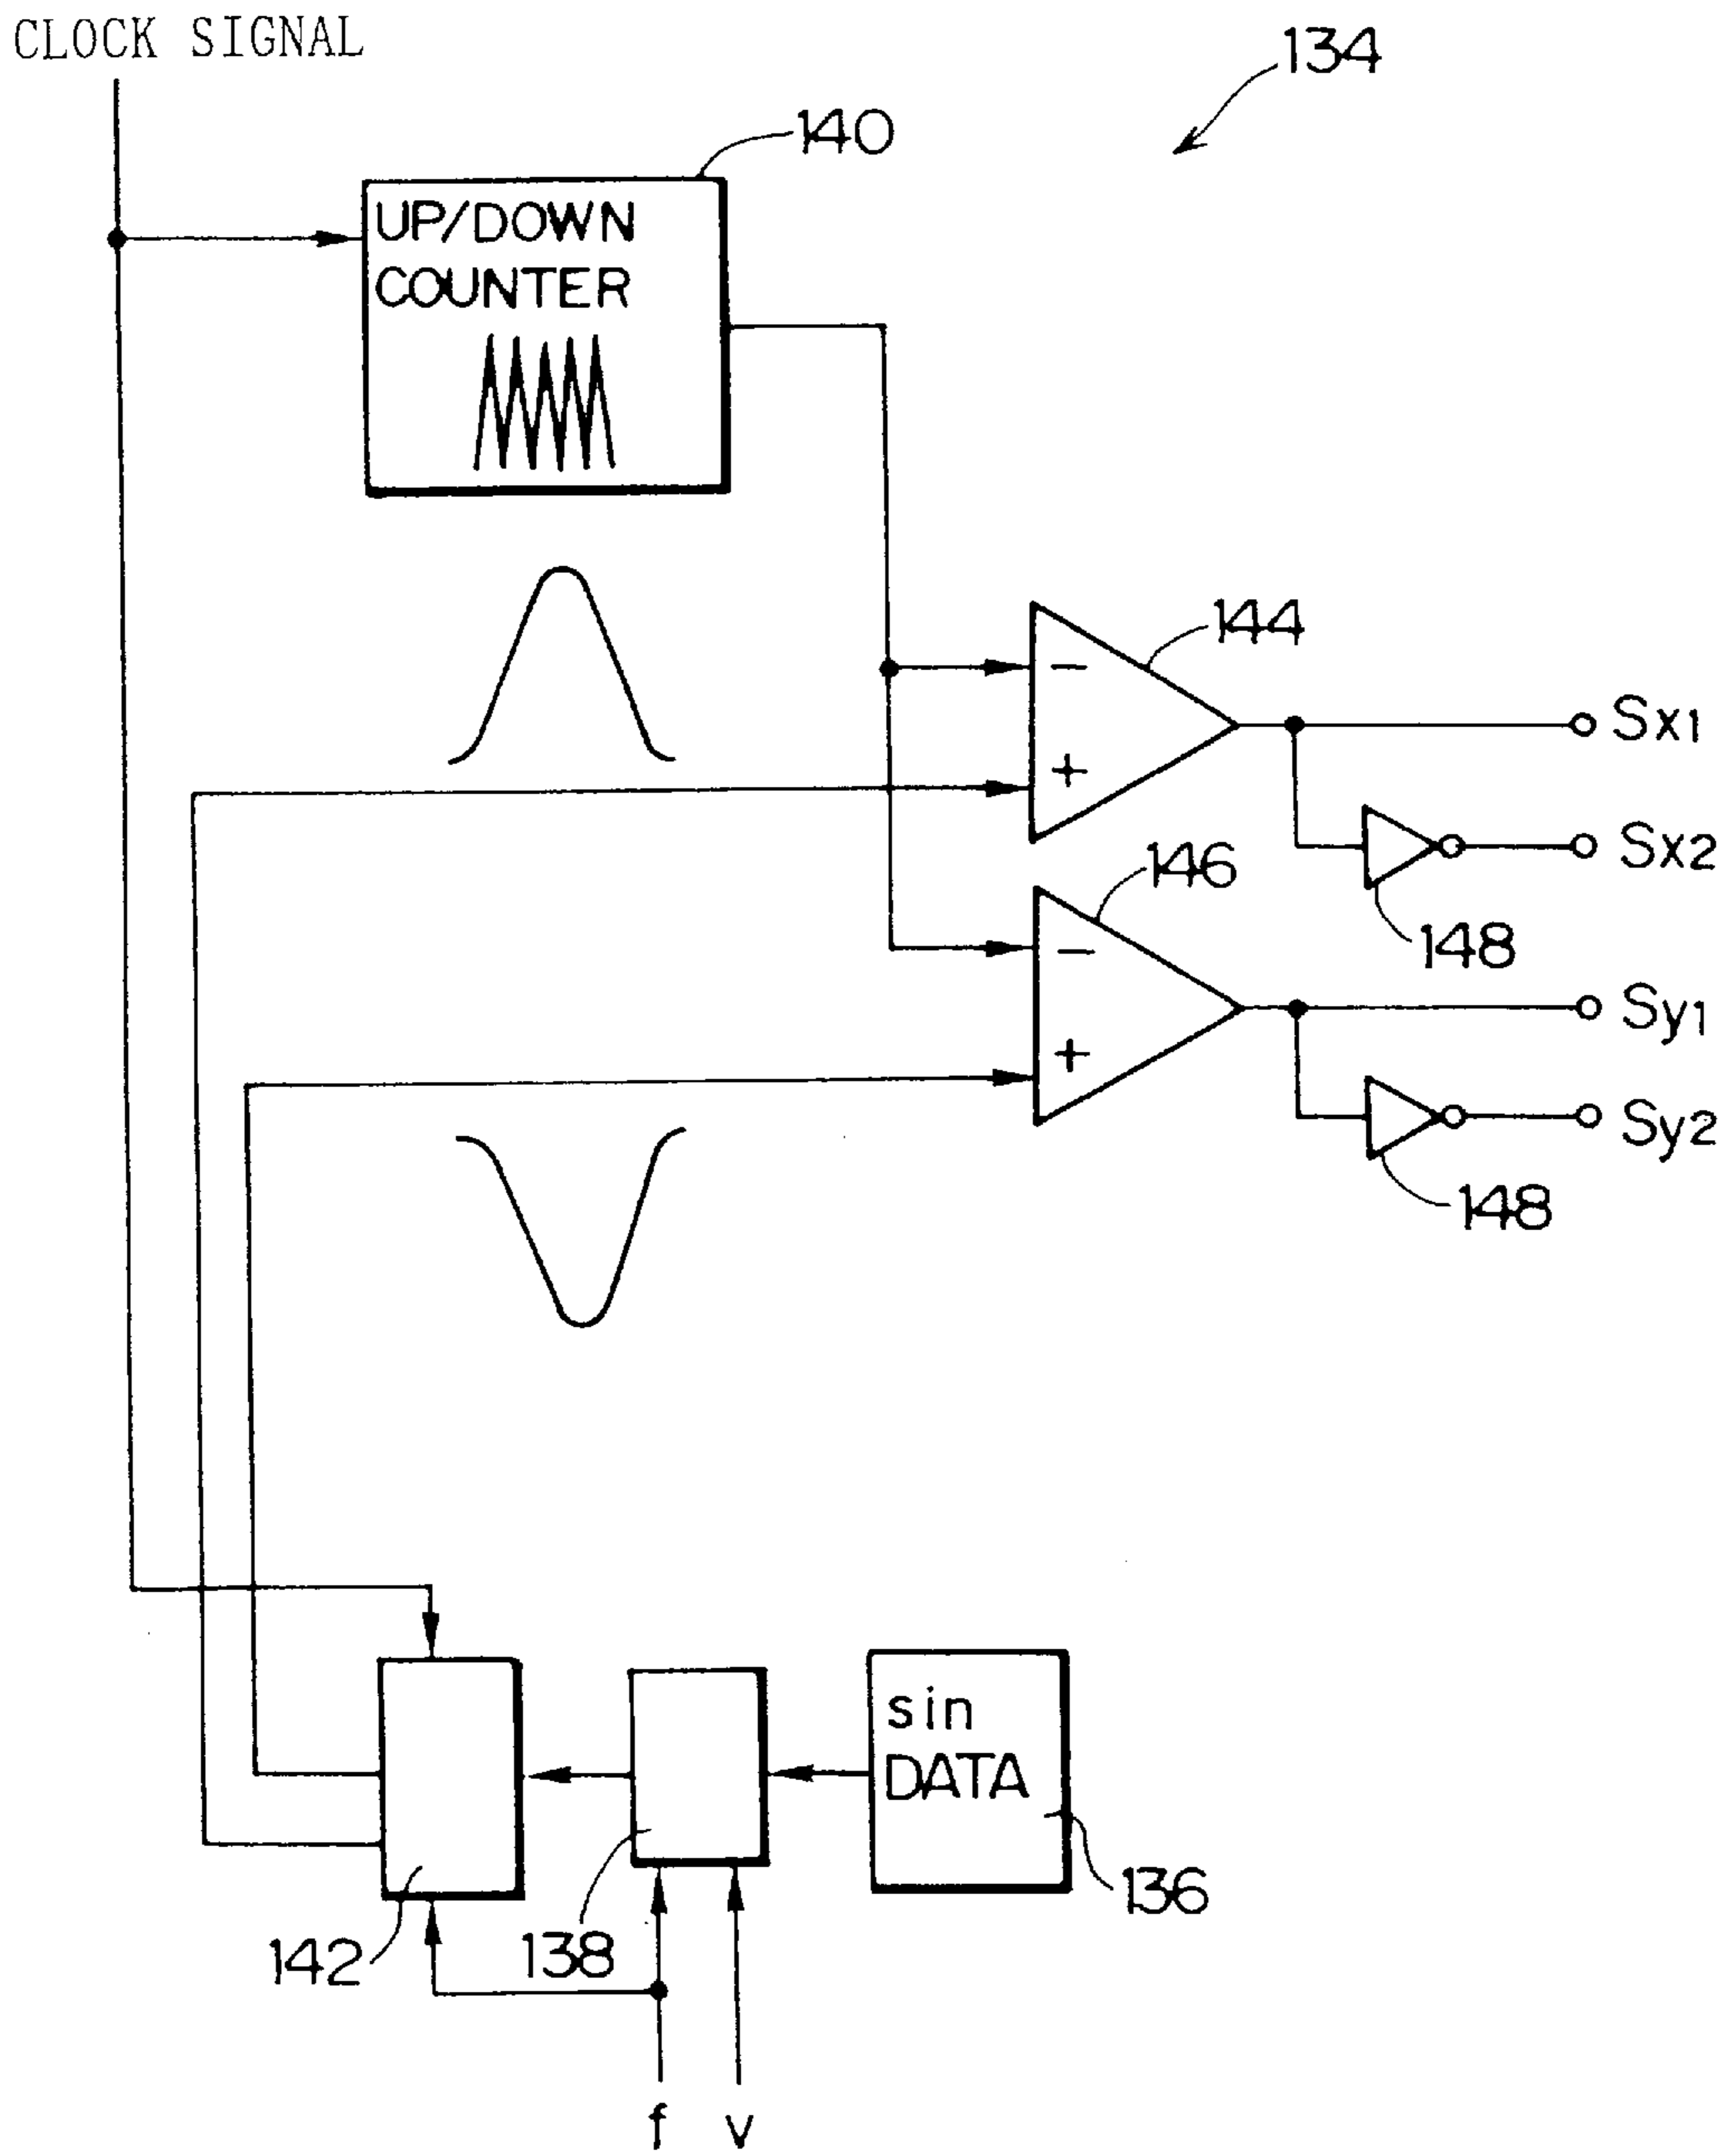 CLOCK SIGNAL
134
140
UP/DOWN
COUNTER
144
−
+
Sx1
Sx2
148
146
−
+
Sy1
Sy2
148
sin
DATA
136
138
142
f v